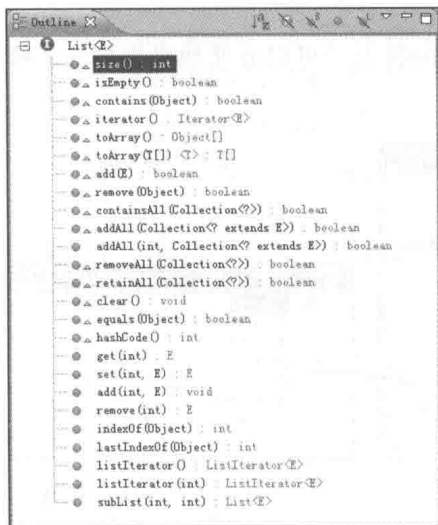 Outline
List<E>
size() : int
isEmpty() : boolean
contains(Object) : boolean
iterator() : Iterator<E>
toArray() : Object[]
toArray(T[]) <T> : T[]
add(E) : boolean
remove(Object) : boolean
containsAll(Collection<?>) : boolean
addAll(Collection<? extends E>) : boolean
addAll(int, Collection<? extends E>) : boolean
removeAll(Collection<?>) : boolean
retainAll(Collection<?>) : boolean
clear() : void
equals(Object) : boolean
hashCode() : int
get(int) : E
set(int, E) : E
add(int, E) : void
remove(int) : E
indexOf(Object) : int
lastIndexOf(Object) : int
listIterator() : ListIterator<E>
listIterator(int) : ListIterator<E>
subList(int, int) : List<E>